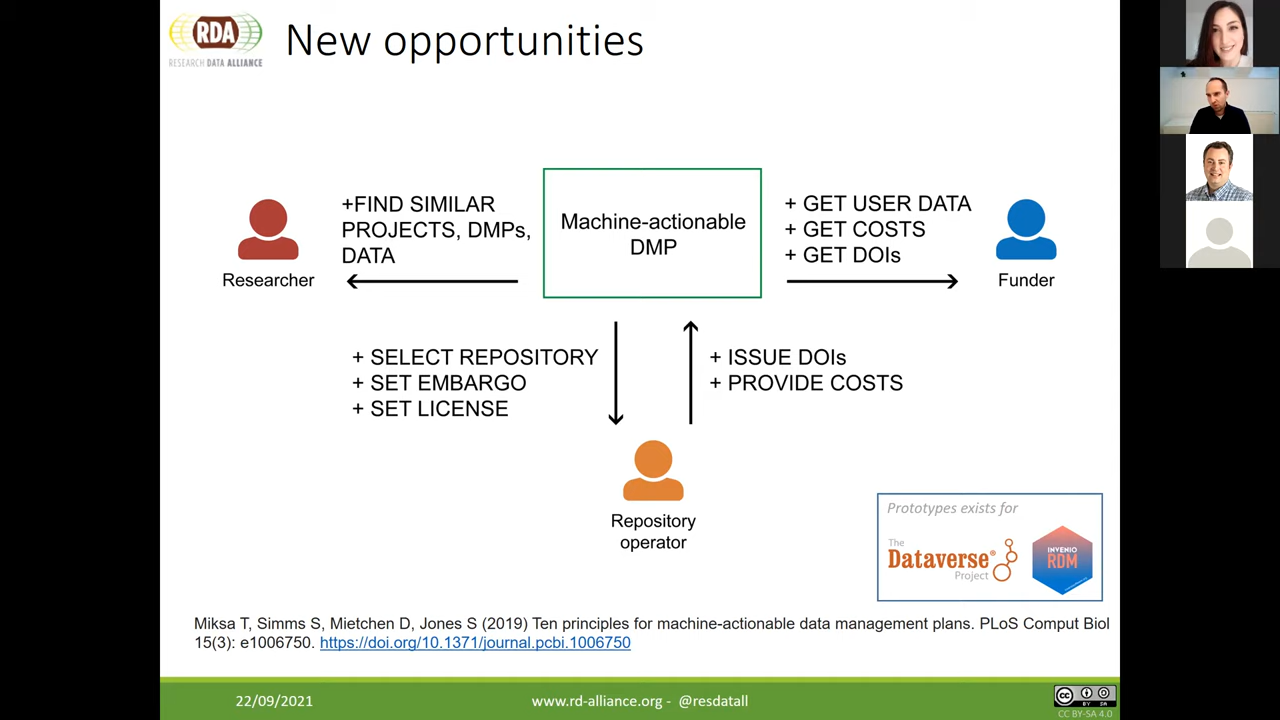 RDA
RESEARCH DATA ALLIANCE
New opportunities
+FIND SIMILAR
PROJECTS, DMPs,
DATA
Researcher
Machine-actionable
DMP
+ GET USER DATA
+ GET COSTS
+ GET DOIs
Funder
+ SELECT REPOSITORY
+ SET EMBARGO
+ SET LICENSE
+ ISSUE DOIs
+ PROVIDE COSTS
Repository
operator
Prototypes exists for
The
Dataverse®
Project
INVENIO
RDM
Miksa T, Simms S, Mietchen D, Jones S (2019) Ten principles for machine-actionable data management plans. PLoS Comput Biol
15(3): e1006750. https://doi.org/10.1371/journal.pcbi.1006750
22/09/2021
www.rd-alliance.org - @resdatall
cc
BY SA
CC BY-SA 4.0